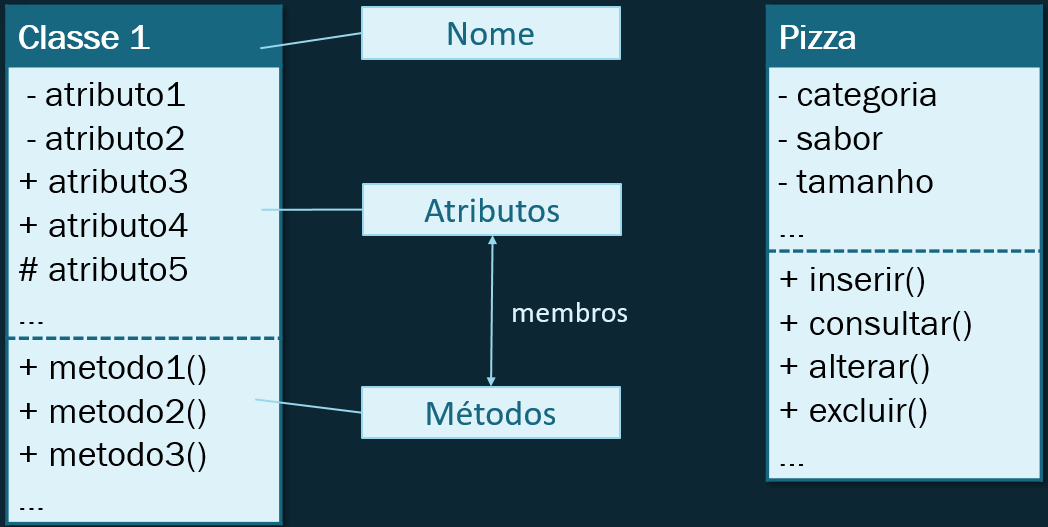 Classe 1
- atributo1
- atributo2
+ atributo3
+ atributo4
# atributo5
...
+ metodo1()
+ metodo2()
+ metodo3()
...
Nome
Atributos
membros
Métodos
Pizza
- categoria
- sabor
- tamanho
...
+ inserir()
+ consultar()
+ alterar()
+ excluir()
...